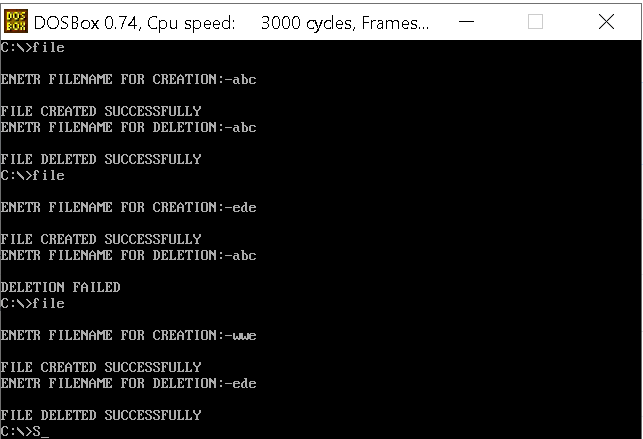 DOS BOX DOSBox 0.74, Cpu speed: 3000 cycles, Frames...
C:\>file
ENETR FILENAME FOR CREATION:-abc
FILE CREATED SUCCESSFULLY
ENETR FILENAME FOR DELETION:-abc
FILE DELETED SUCCESSFULLY
C:\>file
ENETR FILENAME FOR CREATION:-ede
FILE CREATED SUCCESSFULLY
ENETR FILENAME FOR DELETION:-abc
DELETION FAILED
C:\>file
ENETR FILENAME FOR CREATION:-wwe
FILE CREATED SUCCESSFULLY
ENETR FILENAME FOR DELETION:-ede
FILE DELETED SUCCESSFULLY
C:\>S_